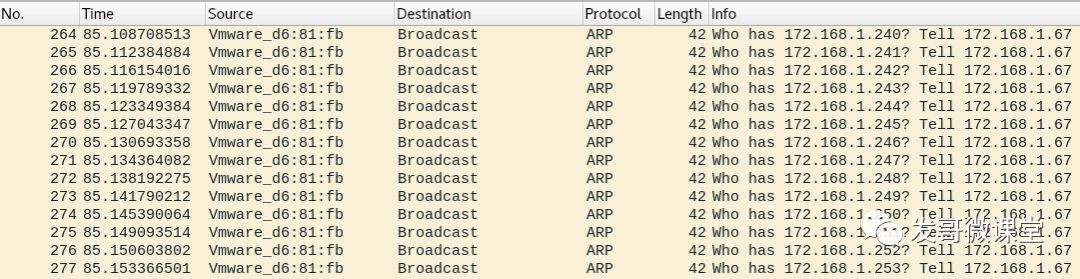 No. Time Source Destination Protocol Length Info
264 85.108708513 Vmware_d6:81:fb Broadcast ARP 42 Who has 172.168.1.240? Tell 172.168.1.67
265 85.112384884 Vmware_d6:81:fb Broadcast ARP 42 Who has 172.168.1.241? Tell 172.168.1.67
266 85.116154016 Vmware_d6:81:fb Broadcast ARP 42 Who has 172.168.1.242? Tell 172.168.1.67
267 85.119789332 Vmware_d6:81:fb Broadcast ARP 42 Who has 172.168.1.243? Tell 172.168.1.67
268 85.123349384 Vmware_d6:81:fb Broadcast ARP 42 Who has 172.168.1.244? Tell 172.168.1.67
269 85.127043347 Vmware_d6:81:fb Broadcast ARP 42 Who has 172.168.1.245? Tell 172.168.1.67
270 85.130693358 Vmware_d6:81:fb Broadcast ARP 42 Who has 172.168.1.246? Tell 172.168.1.67
271 85.134364082 Vmware_d6:81:fb Broadcast ARP 42 Who has 172.168.1.247? Tell 172.168.1.67
272 85.138192275 Vmware_d6:81:fb Broadcast ARP 42 Who has 172.168.1.248? Tell 172.168.1.67
273 85.141790212 Vmware_d6:81:fb Broadcast ARP 42 Who has 172.168.1.249? Tell 172.168.1.67
274 85.145390064 Vmware_d6:81:fb Broadcast ARP 42 Who has 172.168.1.250? Tell 172.168.1.67
275 85.149093514 Vmware_d6:81:fb Broadcast ARP 42 Who has Tell 172.168.1.67
276 85.150603802 Vmware_d6:81:fb Broadcast ARP 42 Who has 172.168.1.252? Tell 172.168.1.67
277 85.153366501 Vmware_d6:81:fb Broadcast ARP 42 Who has 172.168.1.253? Tell 172.168.1.67
发哥微课堂